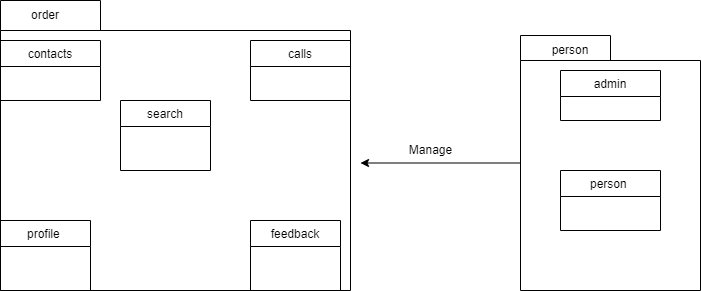 order
contacts
calls
search
profile
feedback
Manage
person
admin
person